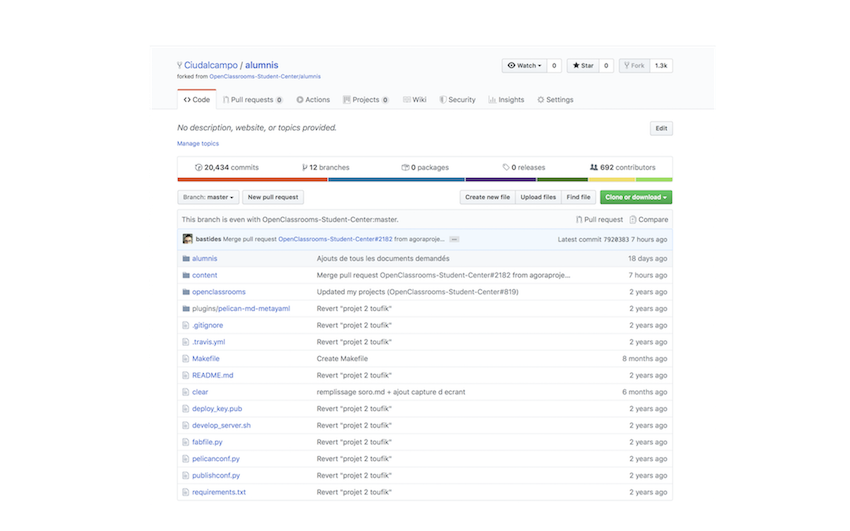 Ciudalcampo / alumnis
Watch 0 Star 0 Fork 1.3k
forked from OpenClassrooms-Student-Center/alumnis
Code Pull requests 0 Actions Projects 0 Wiki Security Insights Settings
No description, website, or topics provided. Edit
Manage topics
20,434 commits 12 branches 0 packages 0 releases 692 contributors
Branch: master New pull request Create new file Upload files Find file Clone or download
This branch is even with OpenClassrooms-Student-Center:master. Pull request Compare
bastides Merge pull request OpenClassrooms-Student-Center#2182 from agoraproje... Latest commit 7920383 7 hours ago
alumnis Ajouts de tous les documents demandés 18 days ago
content Merge pull request OpenClassrooms-Student-Center#2182 from agoraproje... 7 hours ago
openclassrooms Updated my projects (OpenClassrooms-Student-Center#819) 2 years ago
plugins/pelican-md-metayaml Revert "projet 2 toufik" 2 years ago
.gitignore Revert "projet 2 toufik" 2 years ago
.travis.yml Revert "projet 2 toufik" 2 years ago
Makefile Create Makefile 8 months ago
README.md Revert "projet 2 toufik" 2 years ago
clear remplissage soro.md + ajout capture d ecrant 6 months ago
deploy_key.pub Revert "projet 2 toufik" 2 years ago
develop_server.sh Revert "projet 2 toufik" 2 years ago
fabfile.py Revert "projet 2 toufik" 2 years ago
pelicanconf.py Revert "projet 2 toufik" 2 years ago
publishconf.py Revert "projet 2 toufik" 2 years ago
requirements.txt Revert "projet 2 toufik" 2 years ago